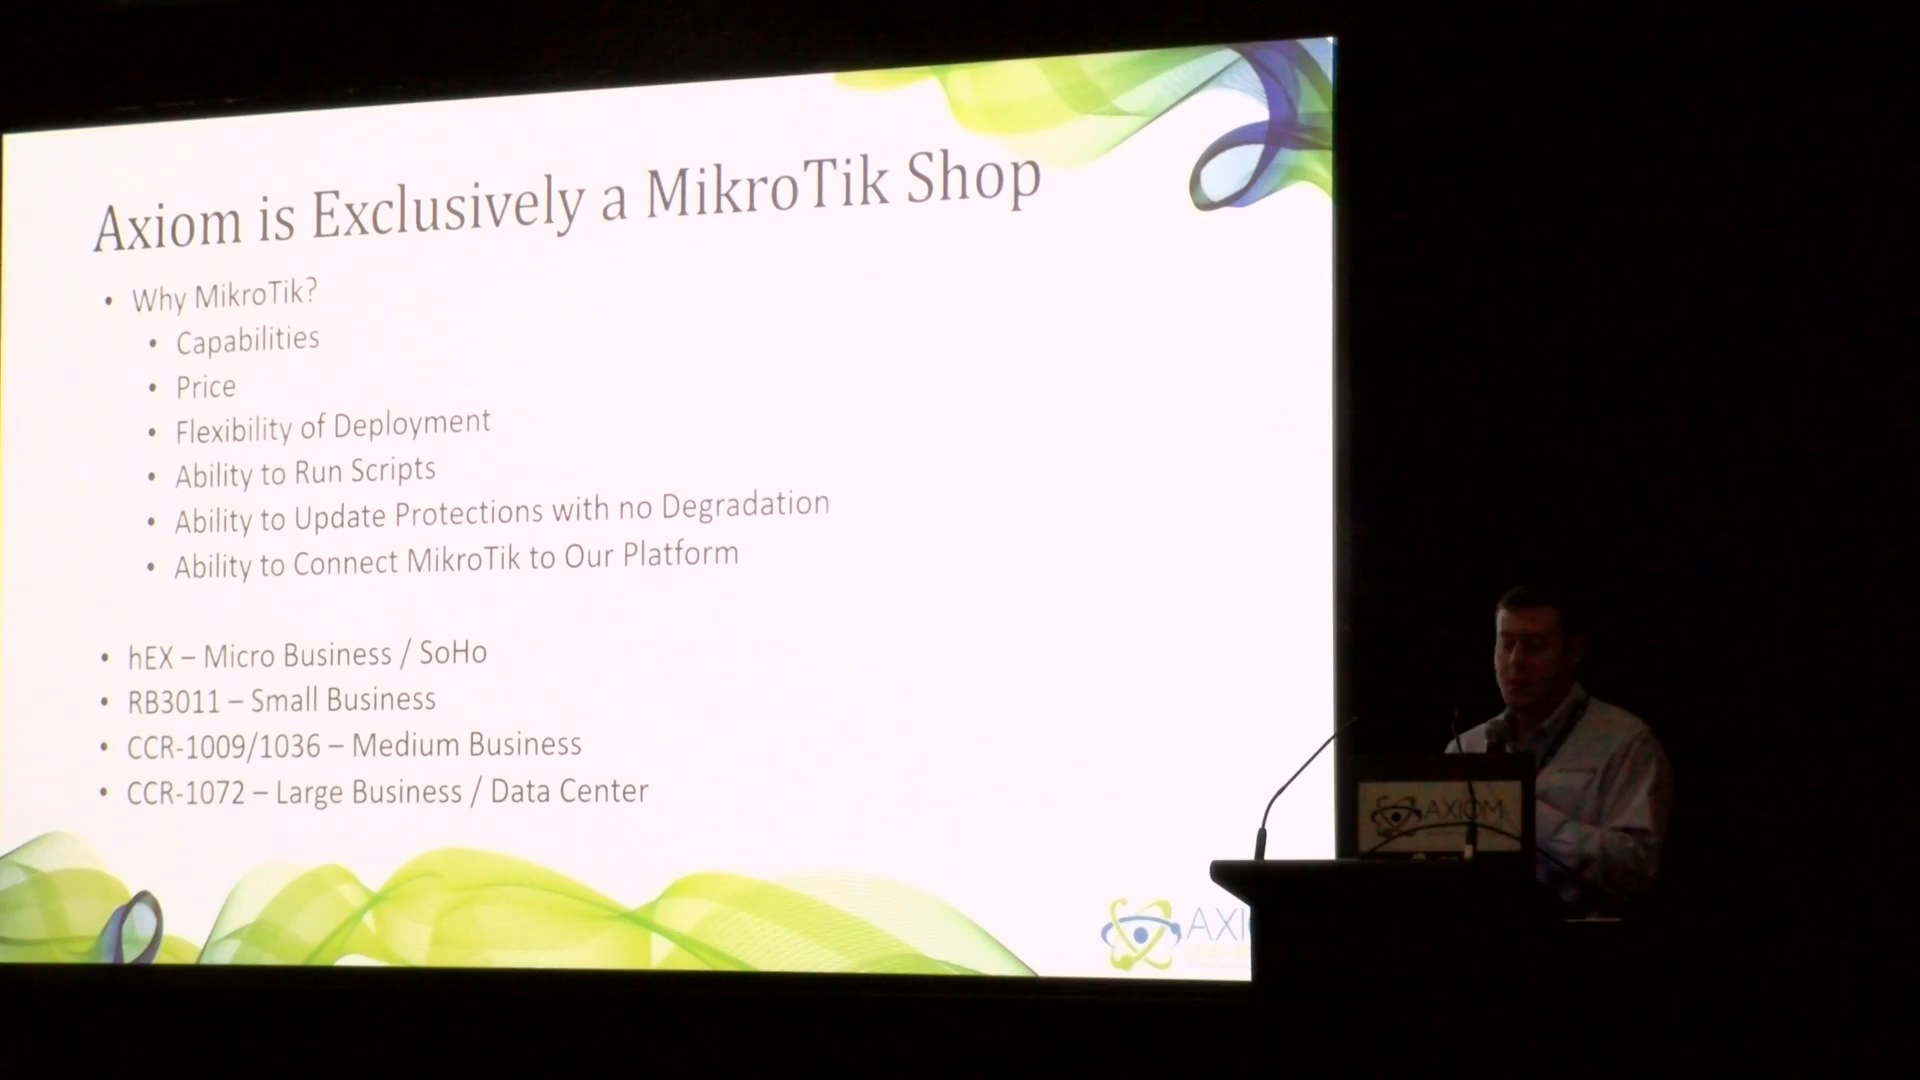 Axiom is Exclusively a MikroTik Shop
• Why MikroTik?
• Capabilities
• Price
• Flexibility of Deployment
• Ability to Run Scripts
• Ability to Update Protections with no Degradation
• Ability to Connect MikroTik to Our Platform
• hEX – Micro Business / SoHo
• RB3011 – Small Business
• CCR-1009/1036 – Medium Business
• CCR-1072 – Large Business / Data Center
AXI
AXIOM